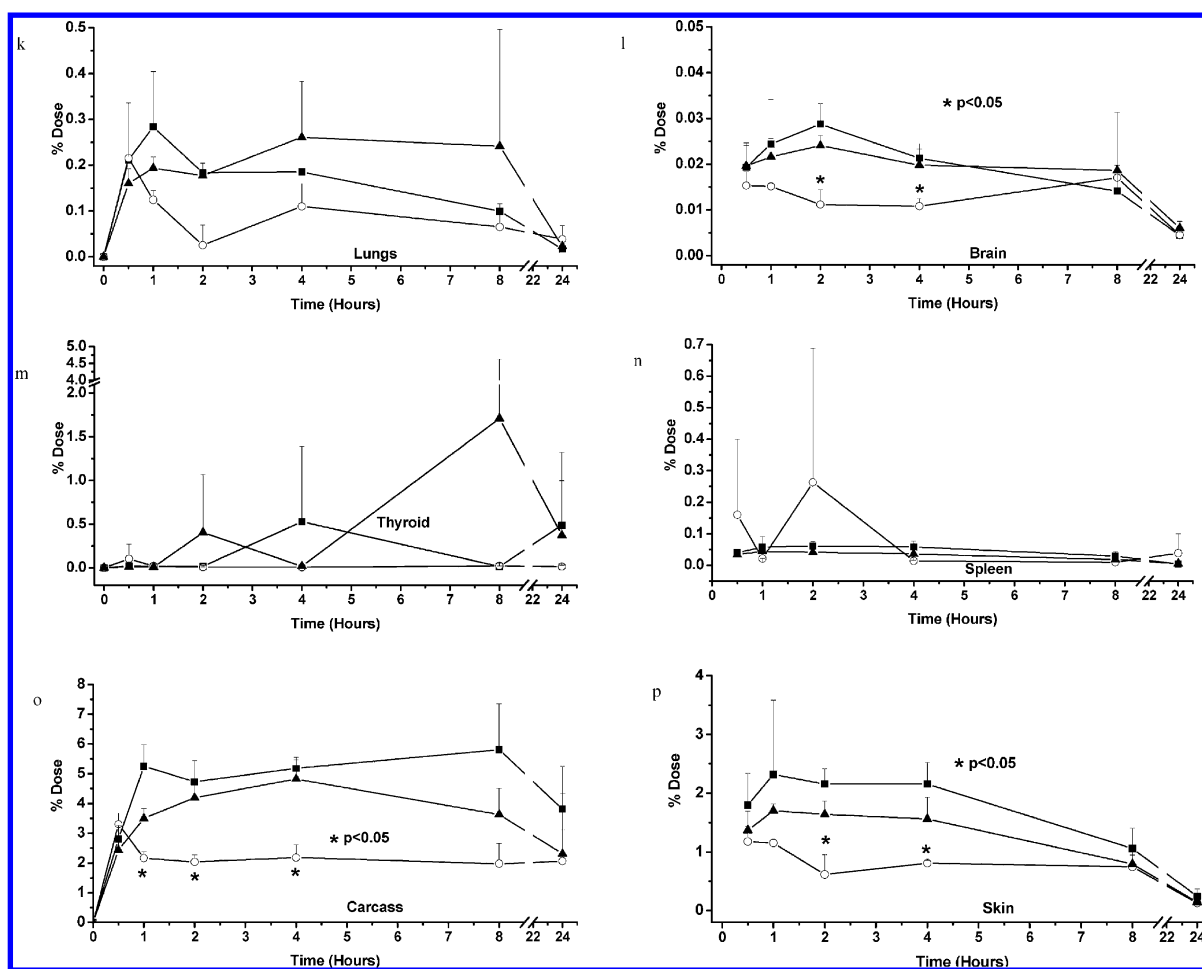 k
0.5
0.4
0.3
0.2
0.1
0.0
% Dose
Lungs
0 1 2 3 4 5 6 7 8 22 24
Time (Hours)
l
0.05
0.04
0.03
0.02
0.01
0.00
% Dose
* p<0.05
*
*
Brain
0 1 2 3 4 5 6 7 8 22 24
Time (Hours)
m
5.0
4.5
4.0
2.0
1.5
1.0
0.5
0.0
% Dose
Thyroid
0 1 2 3 4 5 6 7 8 22 24
Time (Hours)
n
0.7
0.6
0.5
0.4
0.3
0.2
0.1
0.0
% Dose
Spleen
0 1 2 3 4 5 6 7 8 22 24
Time (Hours)
o
8
7
6
5
4
3
2
1
0
% Dose
* p<0.05
* * *
Carcass
0 1 2 3 4 5 6 7 8 22 24
Time (Hours)
p
4
3
2
1
0
% Dose
* p<0.05
*
*
Skin
0 1 2 3 4 5 6 7 8 22 24
Time (Hours)